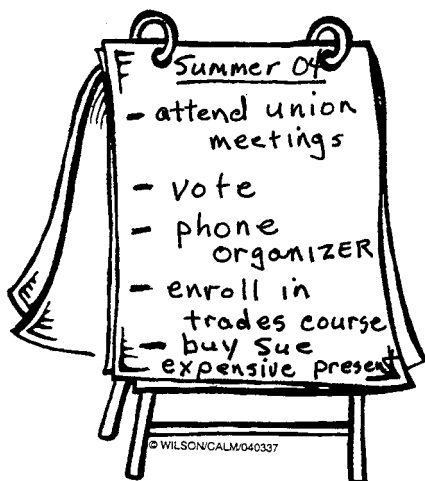 Summer 04
- attend union
meetings
- vote
- phone
organIZER
- enroll in
trades course
- buy Sue
expensive present
© WILSON/CALM/040337